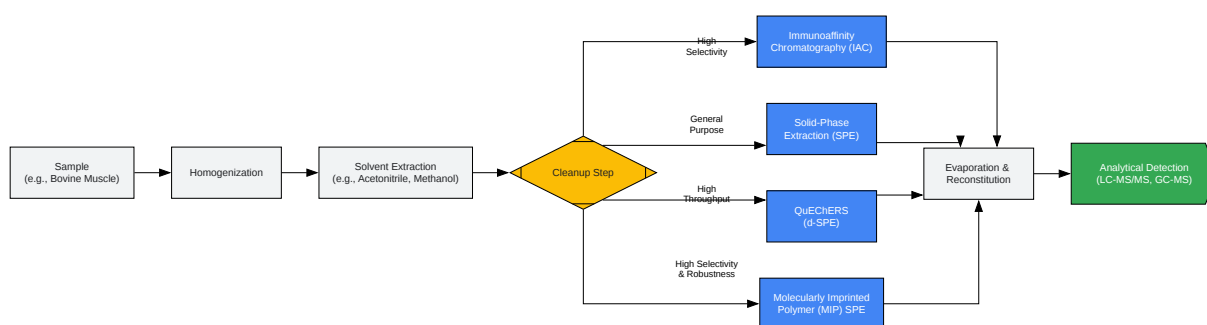 Sample
(e.g., Bovine Muscle)
Homogenization
Solvent Extraction
(e.g., Acetonitrile, Methanol)
Cleanup Step
High
Selectivity
General
Purpose
High
Throughput
High Selectivity
& Robustness
Immunoaffinity
Chromatography (IAC)
Solid-Phase
Extraction (SPE)
QuEChERS
(d-SPE)
Molecularly Imprinted
Polymer (MIP) SPE
Evaporation &
Reconstitution
Analytical Detection
(LC-MS/MS, GC-MS)